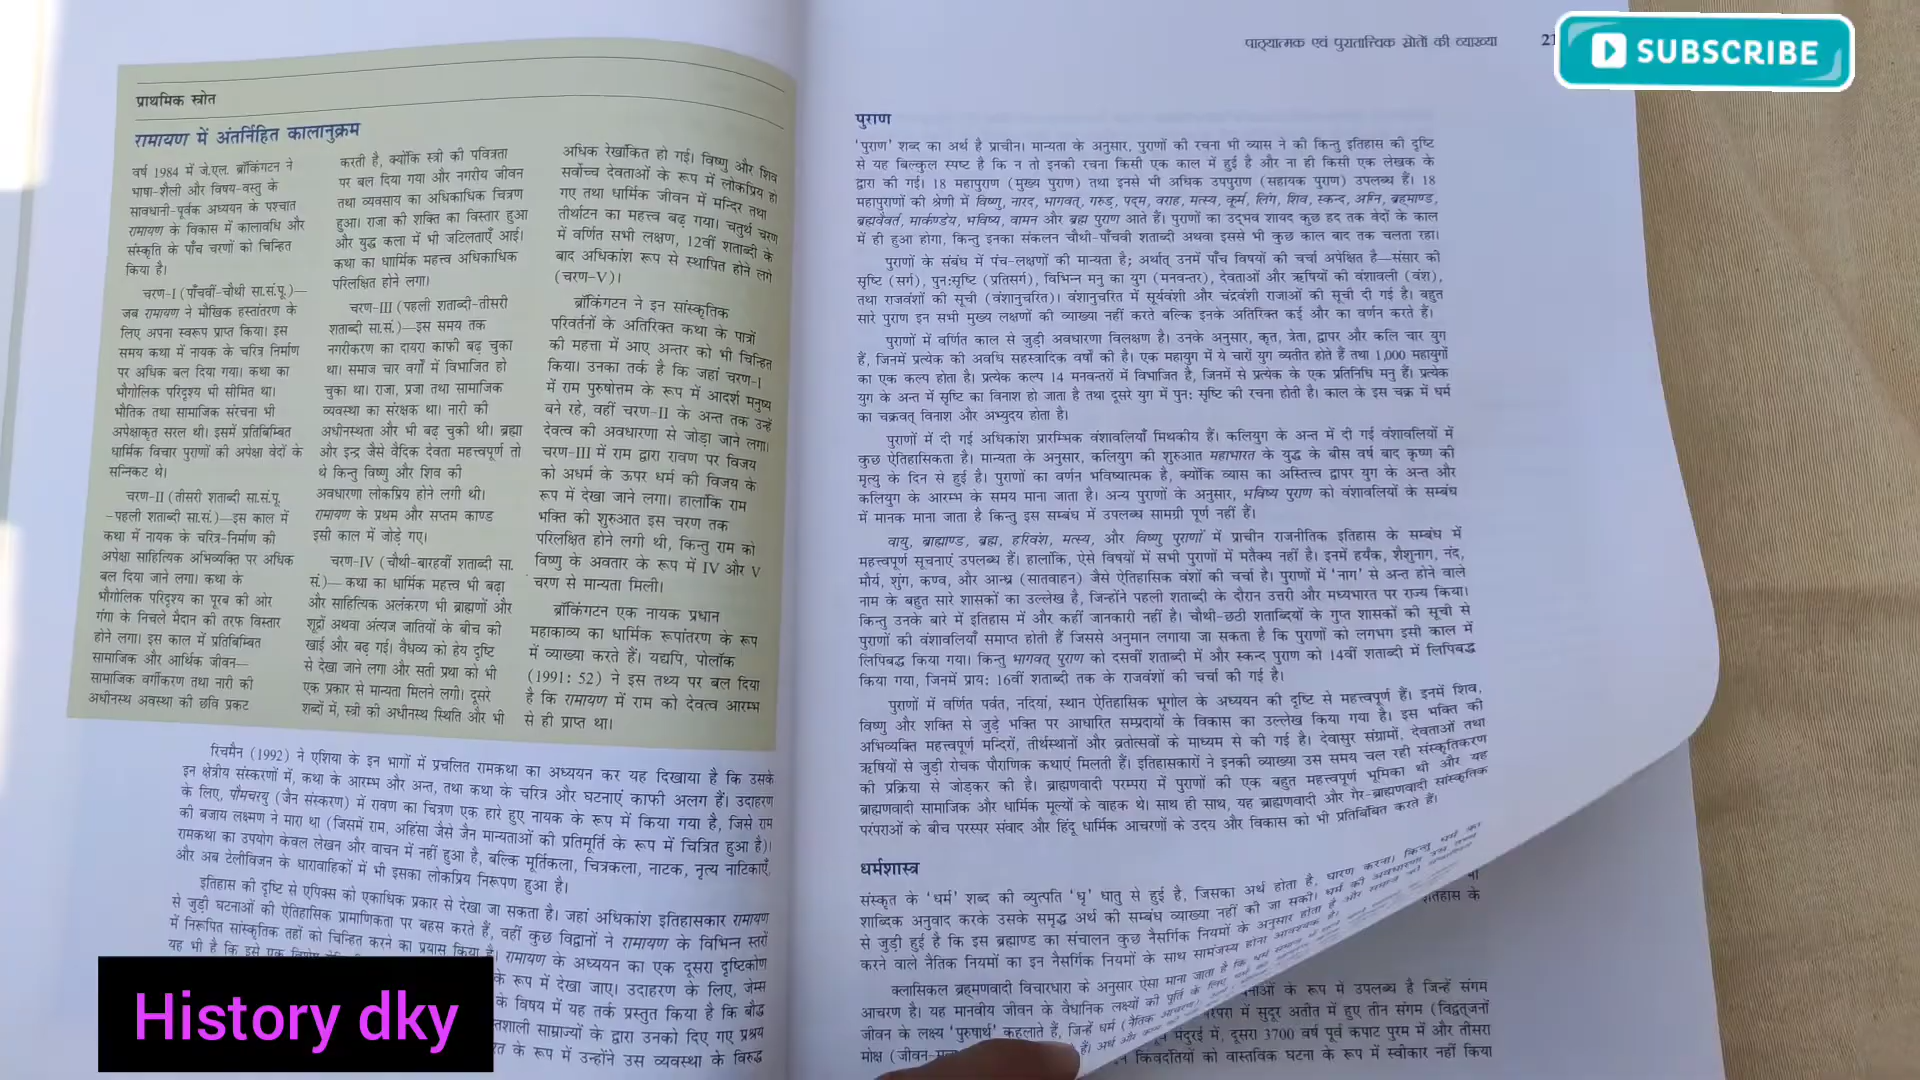 प्राथमिक स्रोत
रामायण में अंतर्निहित कालानुक्रम
वर्ष 1984 में जे.एल. ब्रॉकिंगटन ने
भाषा-शैली और विषय-वस्तु के
सावधानी-पूर्वक अध्ययन के पश्चात
रामायण के विकास में कालावधि और
संस्कृति के पाँच चरणों को चिन्हित
किया है।
चरण-I (पाँचवीं-चौथी सा.सं.पू.)—
जब रामायण ने मौखिक हस्तांतरण के
लिए अपना स्वरूप प्राप्त किया। इस
समय कथा में नायक के चरित्र निर्माण
पर अधिक बल दिया गया। कथा का
भौगोलिक परिदृश्य भी सीमित था।
भौतिक तथा सामाजिक संरचना भी
अपेक्षाकृत सरल थी। इसमें प्रतिबिम्बित
धार्मिक विचार पुराणों की अपेक्षा वेदों के
सन्निकट थे।
चरण-II (तीसरी शताब्दी सा.सं.पू.
-पहली शताब्दी सा.सं.)—इस काल में
कथा में नायक के चरित्र-निर्माण की
अपेक्षा साहित्यिक अभिव्यक्ति पर अधिक
बल दिया जाने लगा। कथा के
भौगोलिक परिदृश्य का पूरब की ओर
गंगा के निचले मैदान की तरफ विस्तार
होने लगा। इस काल में प्रतिबिम्बित
सामाजिक और आर्थिक जीवन—
सामाजिक वर्गीकरण तथा नारी की
अधीनस्थ अवस्था की छवि प्रकट
करती है, क्योंकि स्त्री की पवित्रता
पर बल दिया गया और नगरीय जीवन
तथा व्यवसाय का अधिकाधिक चित्रण
हुआ। राजा की शक्ति का विस्तार हुआ
और युद्ध कला में भी जटिलताएँ आई।
कथा का धार्मिक महत्त्व अधिकाधिक
परिलक्षित होने लगा।
चरण-III (पहली शताब्दी-तीसरी
शताब्दी सा.सं.)—इस समय तक
नगरीकरण का दायरा काफी बढ़ चुका
था। समाज चार वर्गों में विभाजित हो
चुका था। राजा, प्रजा तथा सामाजिक
व्यवस्था का संरक्षक था। नारी की
अधीनस्थता और भी बढ़ चुकी थी। ब्रह्मा
और इन्द्र जैसे वैदिक देवता महत्त्वपूर्ण तो
थे किन्तु विष्णु और शिव की
अवधारणा लोकप्रिय होने लगी थी।
रामायण के प्रथम और सप्तम काण्ड
इसी काल में जोड़े गए।
चरण-IV (चौथी-बारहवीं शताब्दी सा.
सं.)— कथा का धार्मिक महत्त्व भी बढ़ा
और साहित्यिक अलंकरण भी ब्राह्मणों और
शूद्रों अथवा अंत्यज जातियों के बीच की
खाई और बढ़ गई। वैधव्य को हेय दृष्टि
से देखा जाने लगा और सती प्रथा को भी
एक प्रकार से मान्यता मिलने लगी। दूसरे
शब्दों में, स्त्री की अधीनस्थ स्थिति और भी
अधिक रेखांकित हो गई। विष्णु और शिव
सर्वोच्च देवताओं के रूप में लोकप्रिय हो
गए तथा धार्मिक जीवन में मन्दिर तथा
तीर्थाटन का महत्त्व बढ़ गया। चतुर्थ चरण
में वर्णित सभी लक्षण, 12वीं शताब्दी के
बाद अधिकांश रूप से स्थापित होने लगे
(चरण-V)।
ब्रॉकिंगटन ने इन सांस्कृतिक
परिवर्तनों के अतिरिक्त कथा के पात्रों
की महत्ता में आए अन्तर को भी चिन्हित
किया। उनका तर्क है कि जहां चरण-I
में राम पुरुषोत्तम के रूप में आदर्श मनुष्य
बने रहे, वहीं चरण-II के अन्त तक उन्हें
देवत्व की अवधारणा से जोड़ा जाने लगा।
चरण-III में राम द्वारा रावण पर विजय
को अधर्म के ऊपर धर्म की विजय के
रूप में देखा जाने लगा। हालांकि राम
भक्ति की शुरुआत इस चरण तक
परिलक्षित होने लगी थी, किन्तु राम को
विष्णु के अवतार के रूप में IV और V
चरण से मान्यता मिली।
ब्रॉकिंगटन एक नायक प्रधान
महाकाव्य का धार्मिक रूपांतरण के रूप
में व्याख्या करते हैं। यद्यपि, पोलॉक
(1991: 52) ने इस तथ्य पर बल दिया
है कि रामायण में राम को देवत्व आरम्भ
से ही प्राप्त था।
रिचमैन (1992) ने एशिया के इन भागों में प्रचलित रामकथा का अध्ययन कर यह दिखाया है कि उसके
इन क्षेत्रीय संस्करणों में, कथा के आरम्भ और अन्त, तथा कथा के चरित्र और घटनाएं काफी अलग हैं। उदाहरण
के लिए, पौमचरयु (जैन संस्करण) में रावण का चित्रण एक हारे हुए नायक के रूप में किया गया है, जिसे राम
की बजाय लक्ष्मण ने मारा था (जिसमें राम, अहिंसा जैसे जैन मान्यताओं की प्रतिमूर्ति के रूप में चित्रित हुआ है)।
रामकथा का उपयोग केवल लेखन और वाचन में नहीं हुआ है, बल्कि मूर्तिकला, चित्रकला, नाटक, नृत्य नाटिकाएँ,
और अब टेलीविजन के धारावाहिकों में भी इसका लोकप्रिय निरूपण हुआ है।
इतिहास की दृष्टि से एपिक्स को एकाधिक प्रकार से देखा जा सकता है। जहां अधिकांश इतिहासकार रामायण
से जुड़ी घटनाओं की ऐतिहासिक प्रामाणिकता पर बहस करते हैं, वहीं कुछ विद्वानों ने रामायण के विभिन्न स्तरों
में निरूपित सांस्कृतिक तहों को चिन्हित करने का प्रयास किया है। रामायण के अध्ययन का एक दूसरा दृष्टिकोण
यह भी है कि इसे एक
के रूप में देखा जाए। उदाहरण के लिए, जेम्स
के विषय में यह तर्क प्रस्तुत किया है कि बौद्ध
साम्राज्यों के द्वारा उनको दिए गए प्रश्रय
के रूप में उन्होंने उस व्यवस्था के विरुद्ध
History dky
पाठ्यात्मक एवं पुरातात्त्विक स्रोतों की व्याख्या
SUBSCRIBE
पुराण
'पुराण' शब्द का अर्थ है प्राचीन। मान्यता के अनुसार, पुराणों की रचना भी व्यास ने की किन्तु इतिहास की दृष्टि
से यह बिल्कुल स्पष्ट है कि न तो इनकी रचना किसी एक काल में हुई है और ना ही किसी एक लेखक के
द्वारा की गई। 18 महापुराण (मुख्य पुराण) तथा इनसे भी अधिक उपपुराण (सहायक पुराण) उपलब्ध हैं। 18
महापुराणों की श्रेणी में विष्णु, नारद, भागवत्, गरुड़, पद्म, वराह, मत्स्य, कूर्म, लिंग, शिव, स्कन्द, अग्नि, ब्रह्माण्ड,
ब्रह्मवैवर्त, मार्कण्डेय, भविष्य, वामन और ब्रह्म पुराण आते हैं। पुराणों का उद्भव शायद कुछ हद तक वेदों के काल
में ही हुआ होगा, किन्तु इनका संकलन चौथी-पाँचवी शताब्दी अथवा इससे भी कुछ काल बाद तक चलता रहा।
पुराणों के संबंध में पंच-लक्षणों की मान्यता है; अर्थात् उनमें पाँच विषयों की चर्चा अपेक्षित है—संसार की
सृष्टि (सर्ग), पुन:सृष्टि (प्रतिसर्ग), विभिन्न मनु का युग (मनवन्तर), देवताओं और ऋषियों की वंशावली (वंश),
तथा राजवंशों की सूची (वंशानुचरित)। वंशानुचरित में सूर्यवंशी और चंद्रवंशी राजाओं की सूची दी गई है। बहुत
सारे पुराण इन सभी मुख्य लक्षणों की व्याख्या नहीं करते बल्कि इनके अतिरिक्त कई और का वर्णन करते हैं।
पुराणों में वर्णित काल से जुड़ी अवधारणा विलक्षण है। उनके अनुसार, कृत, त्रेता, द्वापर और कलि चार युग
हैं, जिनमें प्रत्येक की अवधि सहस्त्रादिक वर्षों की है। एक महायुग में ये चारों युग व्यतीत होते हैं तथा 1,000 महायुगों
का एक कल्प होता है। प्रत्येक कल्प 14 मनवन्तरों में विभाजित है, जिनमें से प्रत्येक के एक प्रतिनिधि मनु हैं। प्रत्येक
युग के अन्त में सृष्टि का विनाश हो जाता है तथा दूसरे युग में पुन: सृष्टि की रचना होती है। काल के इस चक्र में धर्म
का चक्रवत् विनाश और अभ्युदय होता है।
पुराणों में दी गई अधिकांश प्रारम्भिक वंशावलियाँ मिथकीय हैं। कलियुग के अन्त में दी गई वंशावलियों में
कुछ ऐतिहासिकता है। मान्यता के अनुसार, कलियुग की शुरुआत महाभारत के युद्ध के बीस वर्ष बाद कृष्ण की
मृत्यु के दिन से हुई है। पुराणों का वर्णन भविष्यात्मक है, क्योंकि व्यास का अस्तित्त्व द्वापर युग के अन्त और
कलियुग के आरम्भ के समय माना जाता है। अन्य पुराणों के अनुसार, भविष्य पुराण को वंशावलियों के सम्बंध
में मानक माना जाता है किन्तु इस सम्बंध में उपलब्ध सामग्री पूर्ण नहीं हैं।
वायु, ब्राह्माण्ड, ब्रह्म, हरिवंश, मत्स्य, और विष्णु पुराणों में प्राचीन राजनीतिक इतिहास के सम्बंध में
महत्त्वपूर्ण सूचनाएं उपलब्ध हैं। हालांकि, ऐसे विषयों में सभी पुराणों में मतैक्य नहीं है। इनमें हर्यक, शैशुनाग, नंद,
मौर्य, शुंग, कण्व, और आन्ध्र (सातवाहन) जैसे ऐतिहासिक वंशों की चर्चा है। पुराणों में 'नाग' से अन्त होने वाले
नाम के बहुत सारे शासकों का उल्लेख है, जिन्होंने पहली शताब्दी के दौरान उत्तरी और मध्यभारत पर राज्य किया।
किन्तु उनके बारे में इतिहास में और कहीं जानकारी नहीं है। चौथी-छठी शताब्दियों के गुप्त शासकों की सूची से
पुराणों की वंशावलियाँ समाप्त होती हैं जिससे अनुमान लगाया जा सकता है कि पुराणों को लगभग इसी काल में
लिपिबद्ध किया गया। किन्तु भागवत् पुराण को दसवीं शताब्दी में और स्कन्द पुराण को 14वीं शताब्दी में लिपिबद्ध
किया गया, जिनमें प्राय: 16वीं शताब्दी तक के राजवंशों की चर्चा की गई है।
पुराणों में वर्णित पर्वत, नदियां, स्थान ऐतिहासिक भूगोल के अध्ययन की दृष्टि से महत्त्वपूर्ण हैं। इनमें शिव,
विष्णु और शक्ति से जुड़े भक्ति पर आधारित सम्प्रदायों के विकास का उल्लेख किया गया है। इस भक्ति की
अभिव्यक्ति महत्त्वपूर्ण मन्दिरों, तीर्थस्थानों और व्रतोत्सवों के माध्यम से की गई है। देवासुर संग्रामों, देवताओं तथा
ऋषियों से जुड़ी रोचक पौराणिक कथाएं मिलती हैं। इतिहासकारों ने इनकी व्याख्या उस समय चल रही संस्कृतिकरण
की प्रक्रिया से जोड़कर की है। ब्राह्मणवादी परम्परा में पुराणों की एक बहुत महत्त्वपूर्ण भूमिका थी और यह
ब्राह्मणवादी सामाजिक और धार्मिक मूल्यों के वाहक थे। साथ ही साथ, यह ब्राह्मणवादी और गैर-ब्राह्मणवादी सांस्कृतिक
परंपराओं के बीच परस्पर संवाद और हिंदू धार्मिक आचरणों के उदय और विकास को भी प्रतिबिंबित करते हैं।
धर्मशास्त्र
संस्कृत के 'धर्म' शब्द की व्युत्पति 'धृ' धातु से हुई है, जिसका अर्थ होता है, धारण करना। किन्तु धर्म का
शाब्दिक अनुवाद करके उसके समृद्ध अर्थ की सम्बंध व्याख्या नहीं की जा सकी। धर्म की अवधारणा
से जुड़ी हुई है कि इस ब्रह्माण्ड का संचालन कुछ नैसर्गिक नियमों के अनुसार होता है और
करने वाले नैतिक नियमों का इन नैसर्गिक नियमों के साथ सामंजस्य होना आवश्यक है।
क्लासिकल ब्रह्मणवादी विचारधारा के अनुसार ऐसा माना जाता है कि धर्म
आचरण है। यह मानवीय जीवन के वैधानिक लक्ष्यों की पूर्ति के लिए
जीवन के लक्ष्य 'पुरुषार्थ' कहलाते हैं, जिन्हें धर्म (नैतिक
मोक्ष
इतिहास के
के रूप में उपलब्ध है जिन्हें संगम
में सुदूर अतीत में हुए तीन संगम (विद्वत्जनों
मदुरई में, दूसरा 3700 वर्ष पूर्व कपाट पुरम में और तीसरा
किंवदंतियों को वास्तविक घटना के रूप में स्वीकार नहीं किया